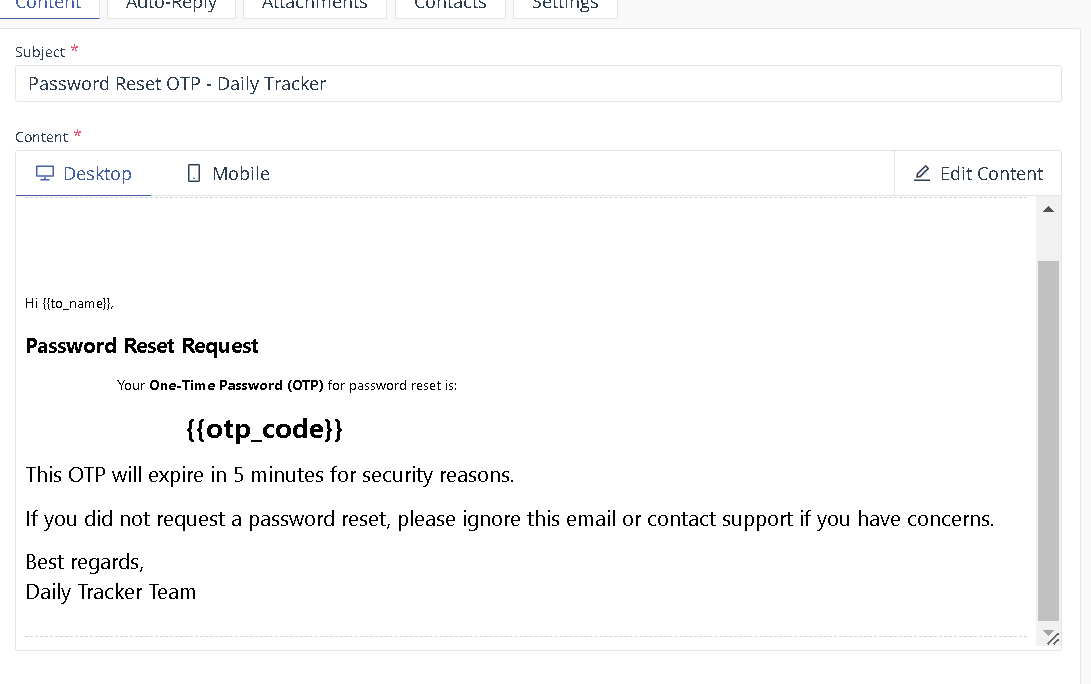 Content Auto-Reply Attachments Contacts Settings
Subject *
Password Reset OTP - Daily Tracker
Content *
Desktop Mobile Edit Content
Hi {{to_name}},
Password Reset Request
Your One-Time Password (OTP) for password reset is:
{{otp_code}}
This OTP will expire in 5 minutes for security reasons.
If you did not request a password reset, please ignore this email or contact support if you have concerns.
Best regards,
Daily Tracker Team